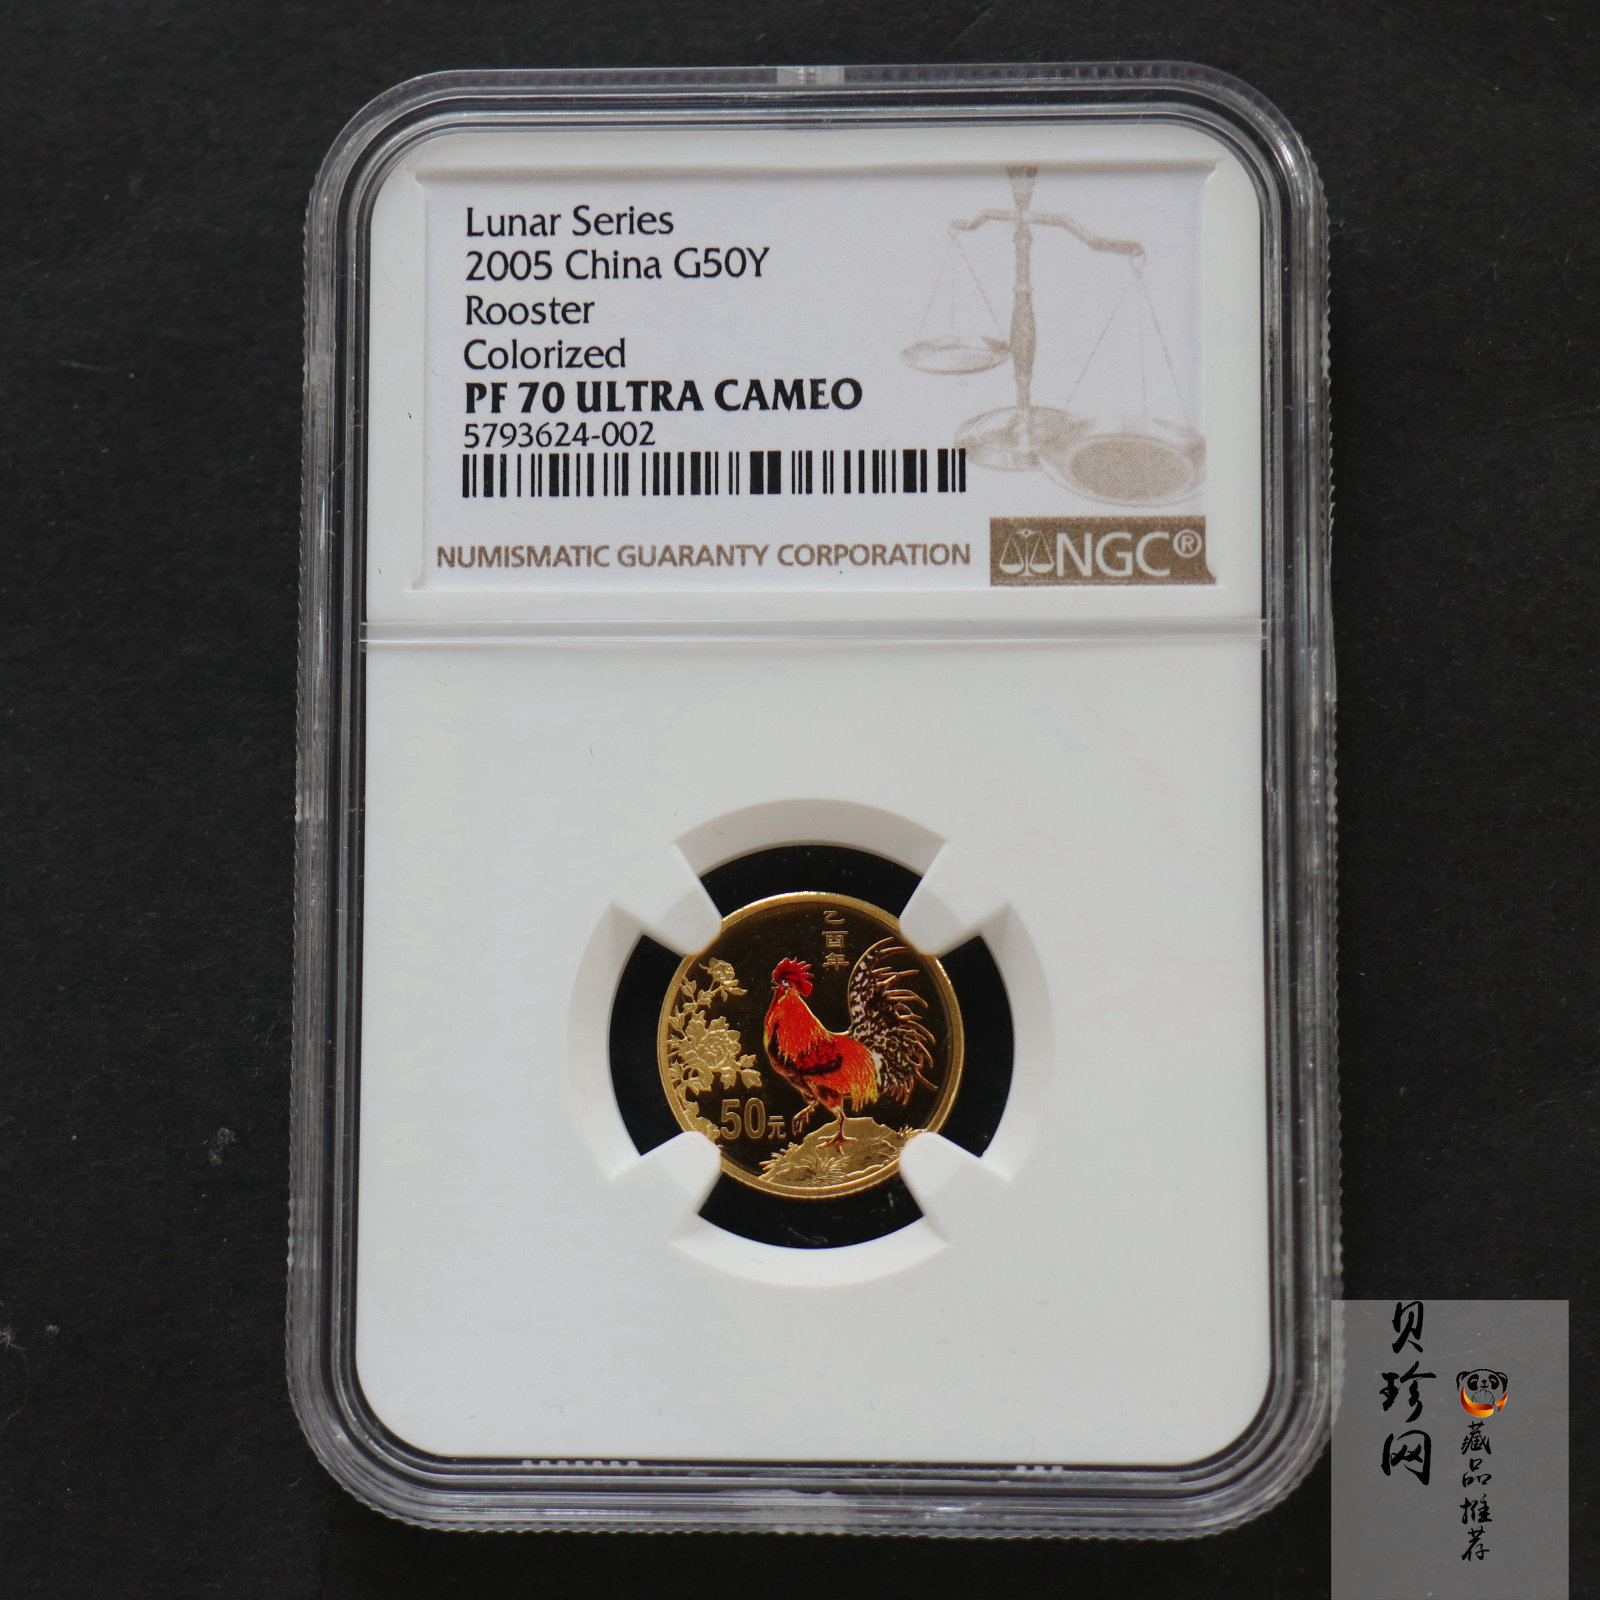 Lunar Series
2005 China G50Y
Rooster
Colorized
PF 70 ULTRA CAMEO
5793624-002
NUMISMATIC GUARANTY CORPORATION
NGC®
乙酉年
50元
贝珍网
藏品推荐